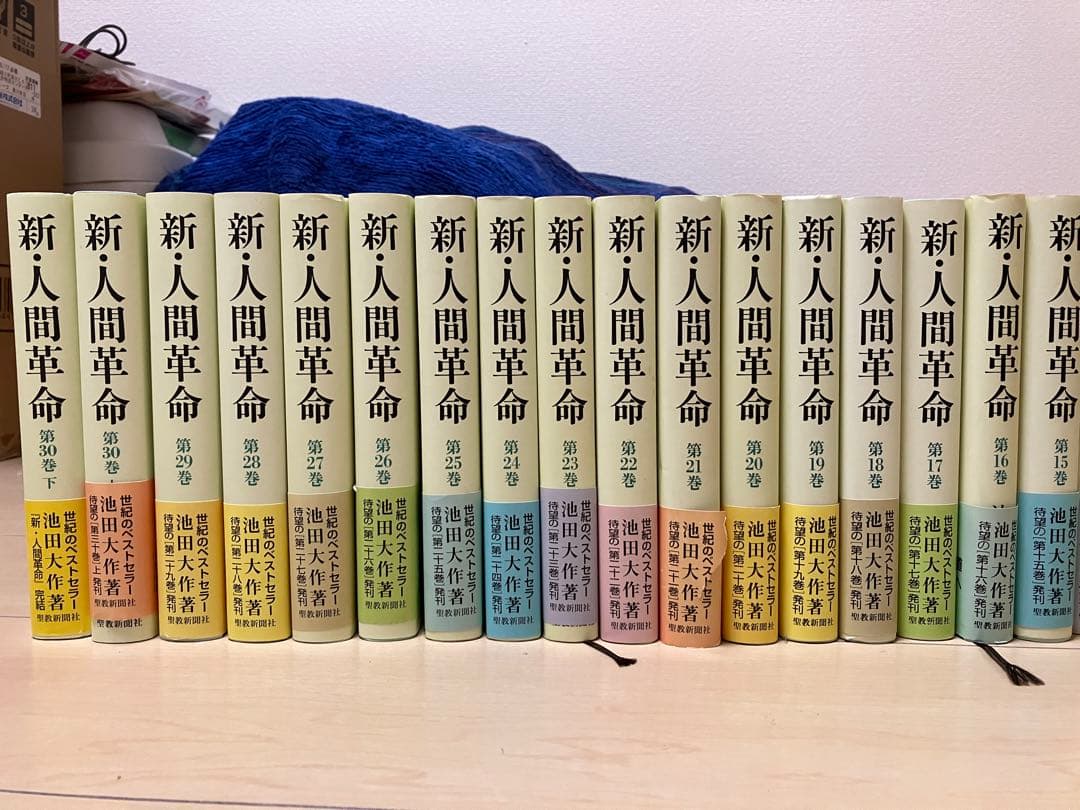 新・人間革命
第30巻 下
池田大作著
「新・人間革命」完結
聖教新聞社
新・人間革命
第30巻
世紀のベストセラー
池田大作著
待望の「第三十巻
発刊
聖教新聞社
新・人間革命
第29巻
世紀のベストセラー
池田大作著
待望の「第二十九巻」発刊
聖教新聞社
新・人間革命
第28巻
世紀のベストセラー
池田大作著
待望の「第二十八巻」発刊
聖教新聞社
新・人間革命
第27巻
世紀のベストセラー
池田大作著
待望の「第二十七巻」発刊
聖教新聞社
新・人間革命
第26巻
世紀のベストセラー
池田大作著
待望の「第二十六巻」発刊
聖教新聞社
新・人間革命
第25巻
世紀のベストセラー
池田大作著
待望の「第二十五巻」発刊
聖教新聞社
新・人間革命
第24巻
世紀のベストセラー
池田大作著
待望の「第二十四巻」発刊
聖教新聞社
新・人間革命
第23巻
世紀のベストセラー
池田大作著
待望の「第二十三巻」発刊
聖教新聞社
新・人間革命
第22巻
世紀のベストセラー
池田大作著
待望の「第二十二巻」発刊
聖教新聞社
新・人間革命
第21巻
世紀のベストセラー
池田大作著
待望の「第二十一巻」発刊
聖教新聞社
新・人間革命
第20巻
世紀のベストセラー
池田大作著
待望の「第二十巻」発刊
聖教新聞社
新・人間革命
第19巻
世紀のベストセラー
池田大作著
待望の「第十九巻」発刊
聖教新聞社
新・人間革命
第18巻
世紀のベストセラー
池田大作著
待望の「第十八巻」発刊
聖教新聞社
新・人間革命
第17巻
世紀のベストセラー
池田大作著
待望の「第十七巻」発刊
聖教新聞社
新・人間革命
第16巻
池田大作著
待望の「第十六巻」発刊
聖教新聞社
新・人間革命
第15巻
池田大作著
待望の「第十五巻」発刊
聖教新聞社